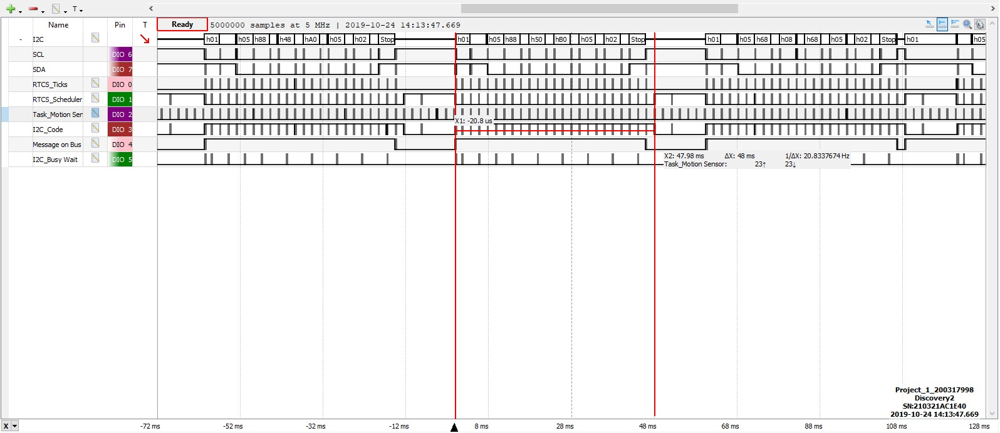 T
Name Pin T Ready 5000000 samples at 5 MHz | 2019-10-24 14:13:47.669
- I2C h01 h05 h88 h48 hA0 h05 h02 Stop h01 h05 h88 h50 hB0 h05 h02 Stop h01 h05 h68 h08 h68 h05 h02 Stop h01 h05
SCL DIO 6
SDA DIO 7
RTCS_Ticks DIO 0
RTCS_Scheduler DIO 1
Task_Motion Ser DIO 2
X1: -20.8 us
I2C_Code DIO 3
Message on Bus DIO 4
X2: 47.98 ms ΔX: 48 ms 1/ΔX: 20.8337674 Hz
I2C_Busy Wait DIO 5
Task_Motion Sensor: 23↑ 23↓
Project_1_200317998
Discovery2
SN:210321AC1E40
2019-10-24 14:13:47.669
X -72 ms -52 ms -32 ms -12 ms 8 ms 28 ms 48 ms 68 ms 88 ms 108 ms 128 ms